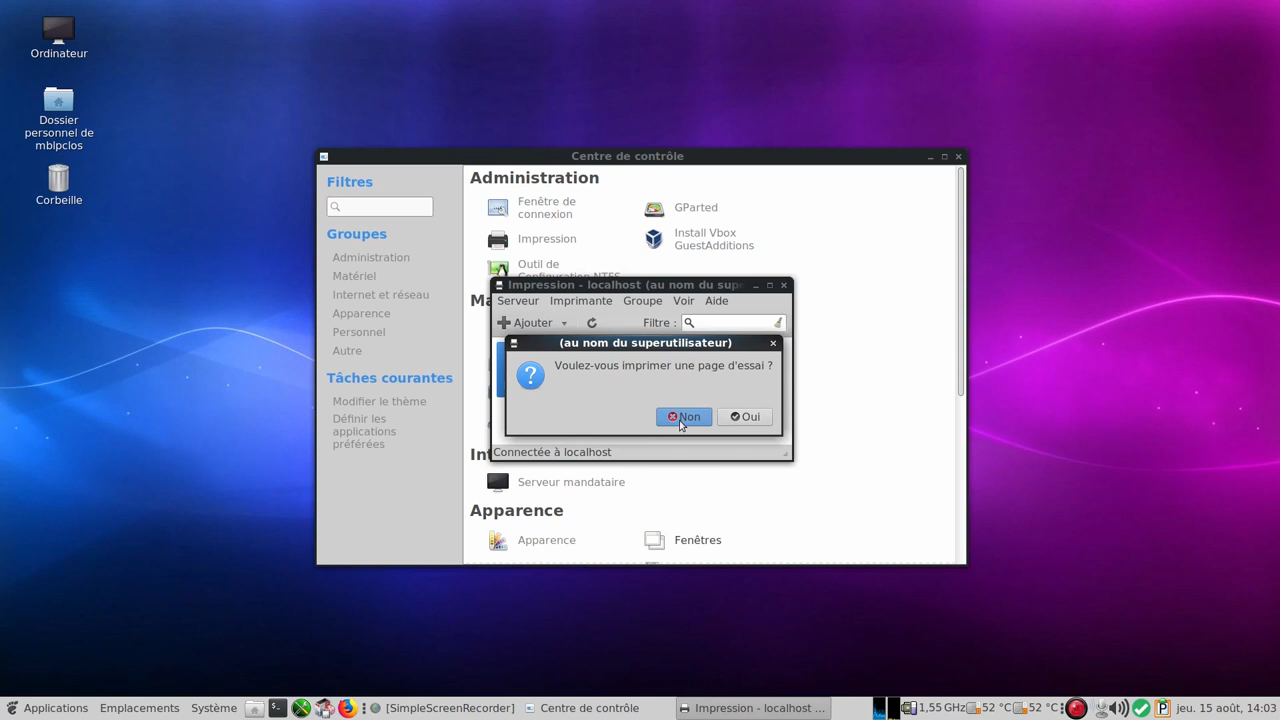 Ordinateur
Dossier
personnel de
mblpclos
Corbeille
Centre de contrôle
Filtres
Groupes
Administration
Matériel
Internet et réseau
Apparence
Personnel
Autre
Tâches courantes
Modifier le thème
Définir les
applications
préférées
Administration
Fenêtre de
connexion
GParted
Impression
Install Vbox
GuestAdditions
Outil de
Configuration NTFS
Impression - localhost (au nom du supe
Serveur Imprimante Groupe Voir Aide
Ajouter Filtre :
(au nom du superutilisateur)
Voulez-vous imprimer une page d'essai ?
Non Oui
Connectée à localhost
Serveur mandataire
Apparence
Apparence Fenêtres
Applications Emplacements Système [SimpleScreenRecorder] Centre de contrôle Impression - localhost ... 1,55 GHz 52 °C 52 °C jeu. 15 août, 14:03